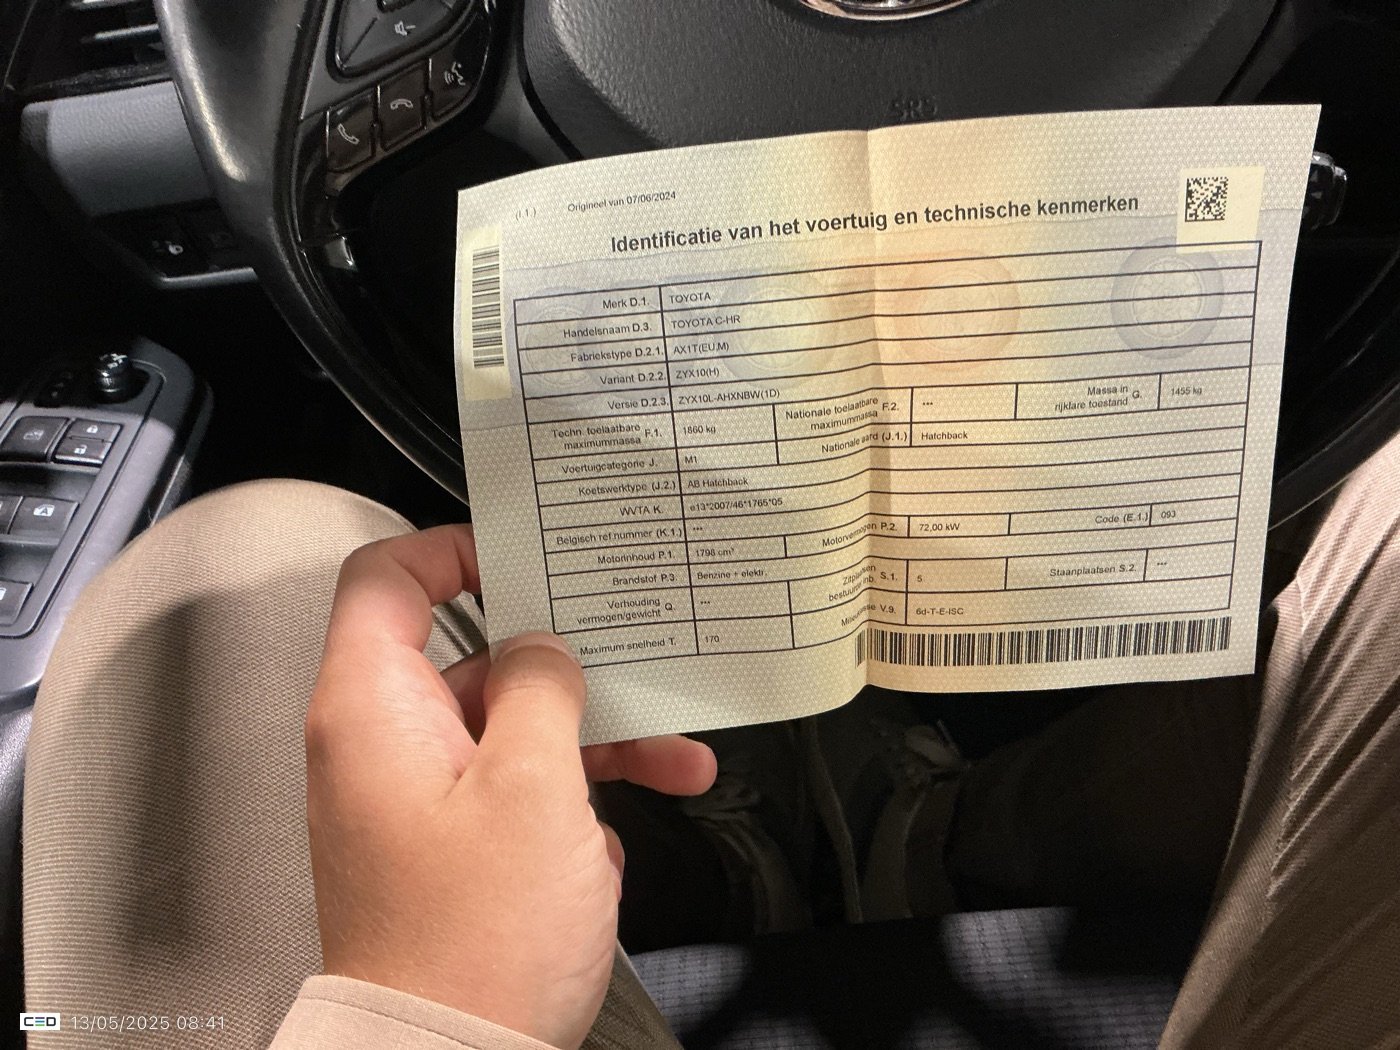 SRS
(I.1.) Origineel van 07/06/2024
Identificatie van het voertuig en technische kenmerken
Merk D.1. TOYOTA
Handelsnaam D.3. TOYOTA C-HR
Fabriekstype D.2.1. AX1T(EU,M)
Variant D.2.2. ZYX10(H)
Versie D.2.3. ZYX10L-AHXNBW(1D)
Techn. toelaatbare maximummassa F.1. 1860 kg Nationale toelaatbare maximummassa F.2. --- Massa in rijklare toestand G. 1455 kg
Voertuigcategorie J. M1 Nationale aard (J.1.) Hatchback
Koetswerktype (J.2.) AB Hatchback
WVTA K. e13*2007/46*1765*05
Belgisch ref.nummer (K.1.) ---
Motorinhoud P.1. 1798 cm³ Motorvermogen P.2. 72,00 kW Code (E.1.) 093
Brandstof P.3. Benzine + elektr.
Verhouding vermogen/gewicht Q. --- Zitplaatsen bestuurder inb. S.1. 5 Staanplaatsen S.2. ---
Maximum snelheid T. 170 V.9. 6d-T-E-ISC
CED 13/05/2025 08:41